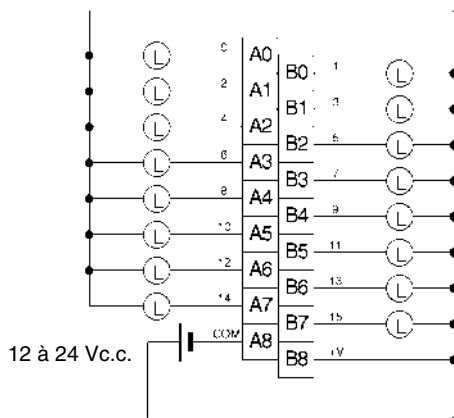 L 0 A0
B0 1 L
L 2 A1
B1 3 L
L 4 A2
B2 5 L
L 6 A3
B3 7 L
L 8 A4
B4 9 L
L 10 A5
B5 11 L
L 12 A6
B6 13 L
L 14 A7
B7 15 L
COM A8
B8 +V
12 à 24 Vc.c.